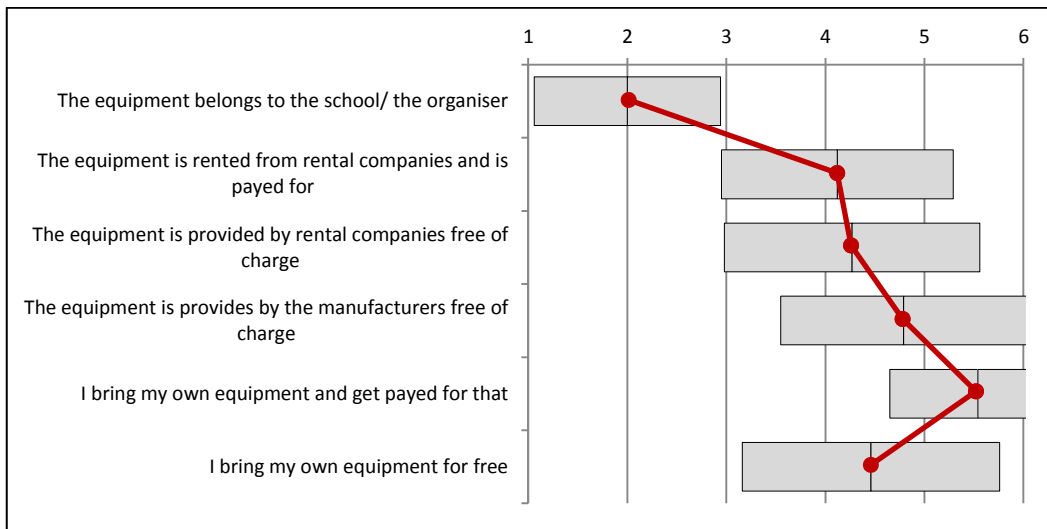 1 2 3 4 5 6
The equipment belongs to the school/ the organiser
The equipment is rented from rental companies and is
payed for
The equipment is provided by rental companies free of
charge
The equipment is provides by the manufacturers free of
charge
I bring my own equipment and get payed for that
I bring my own equipment for free